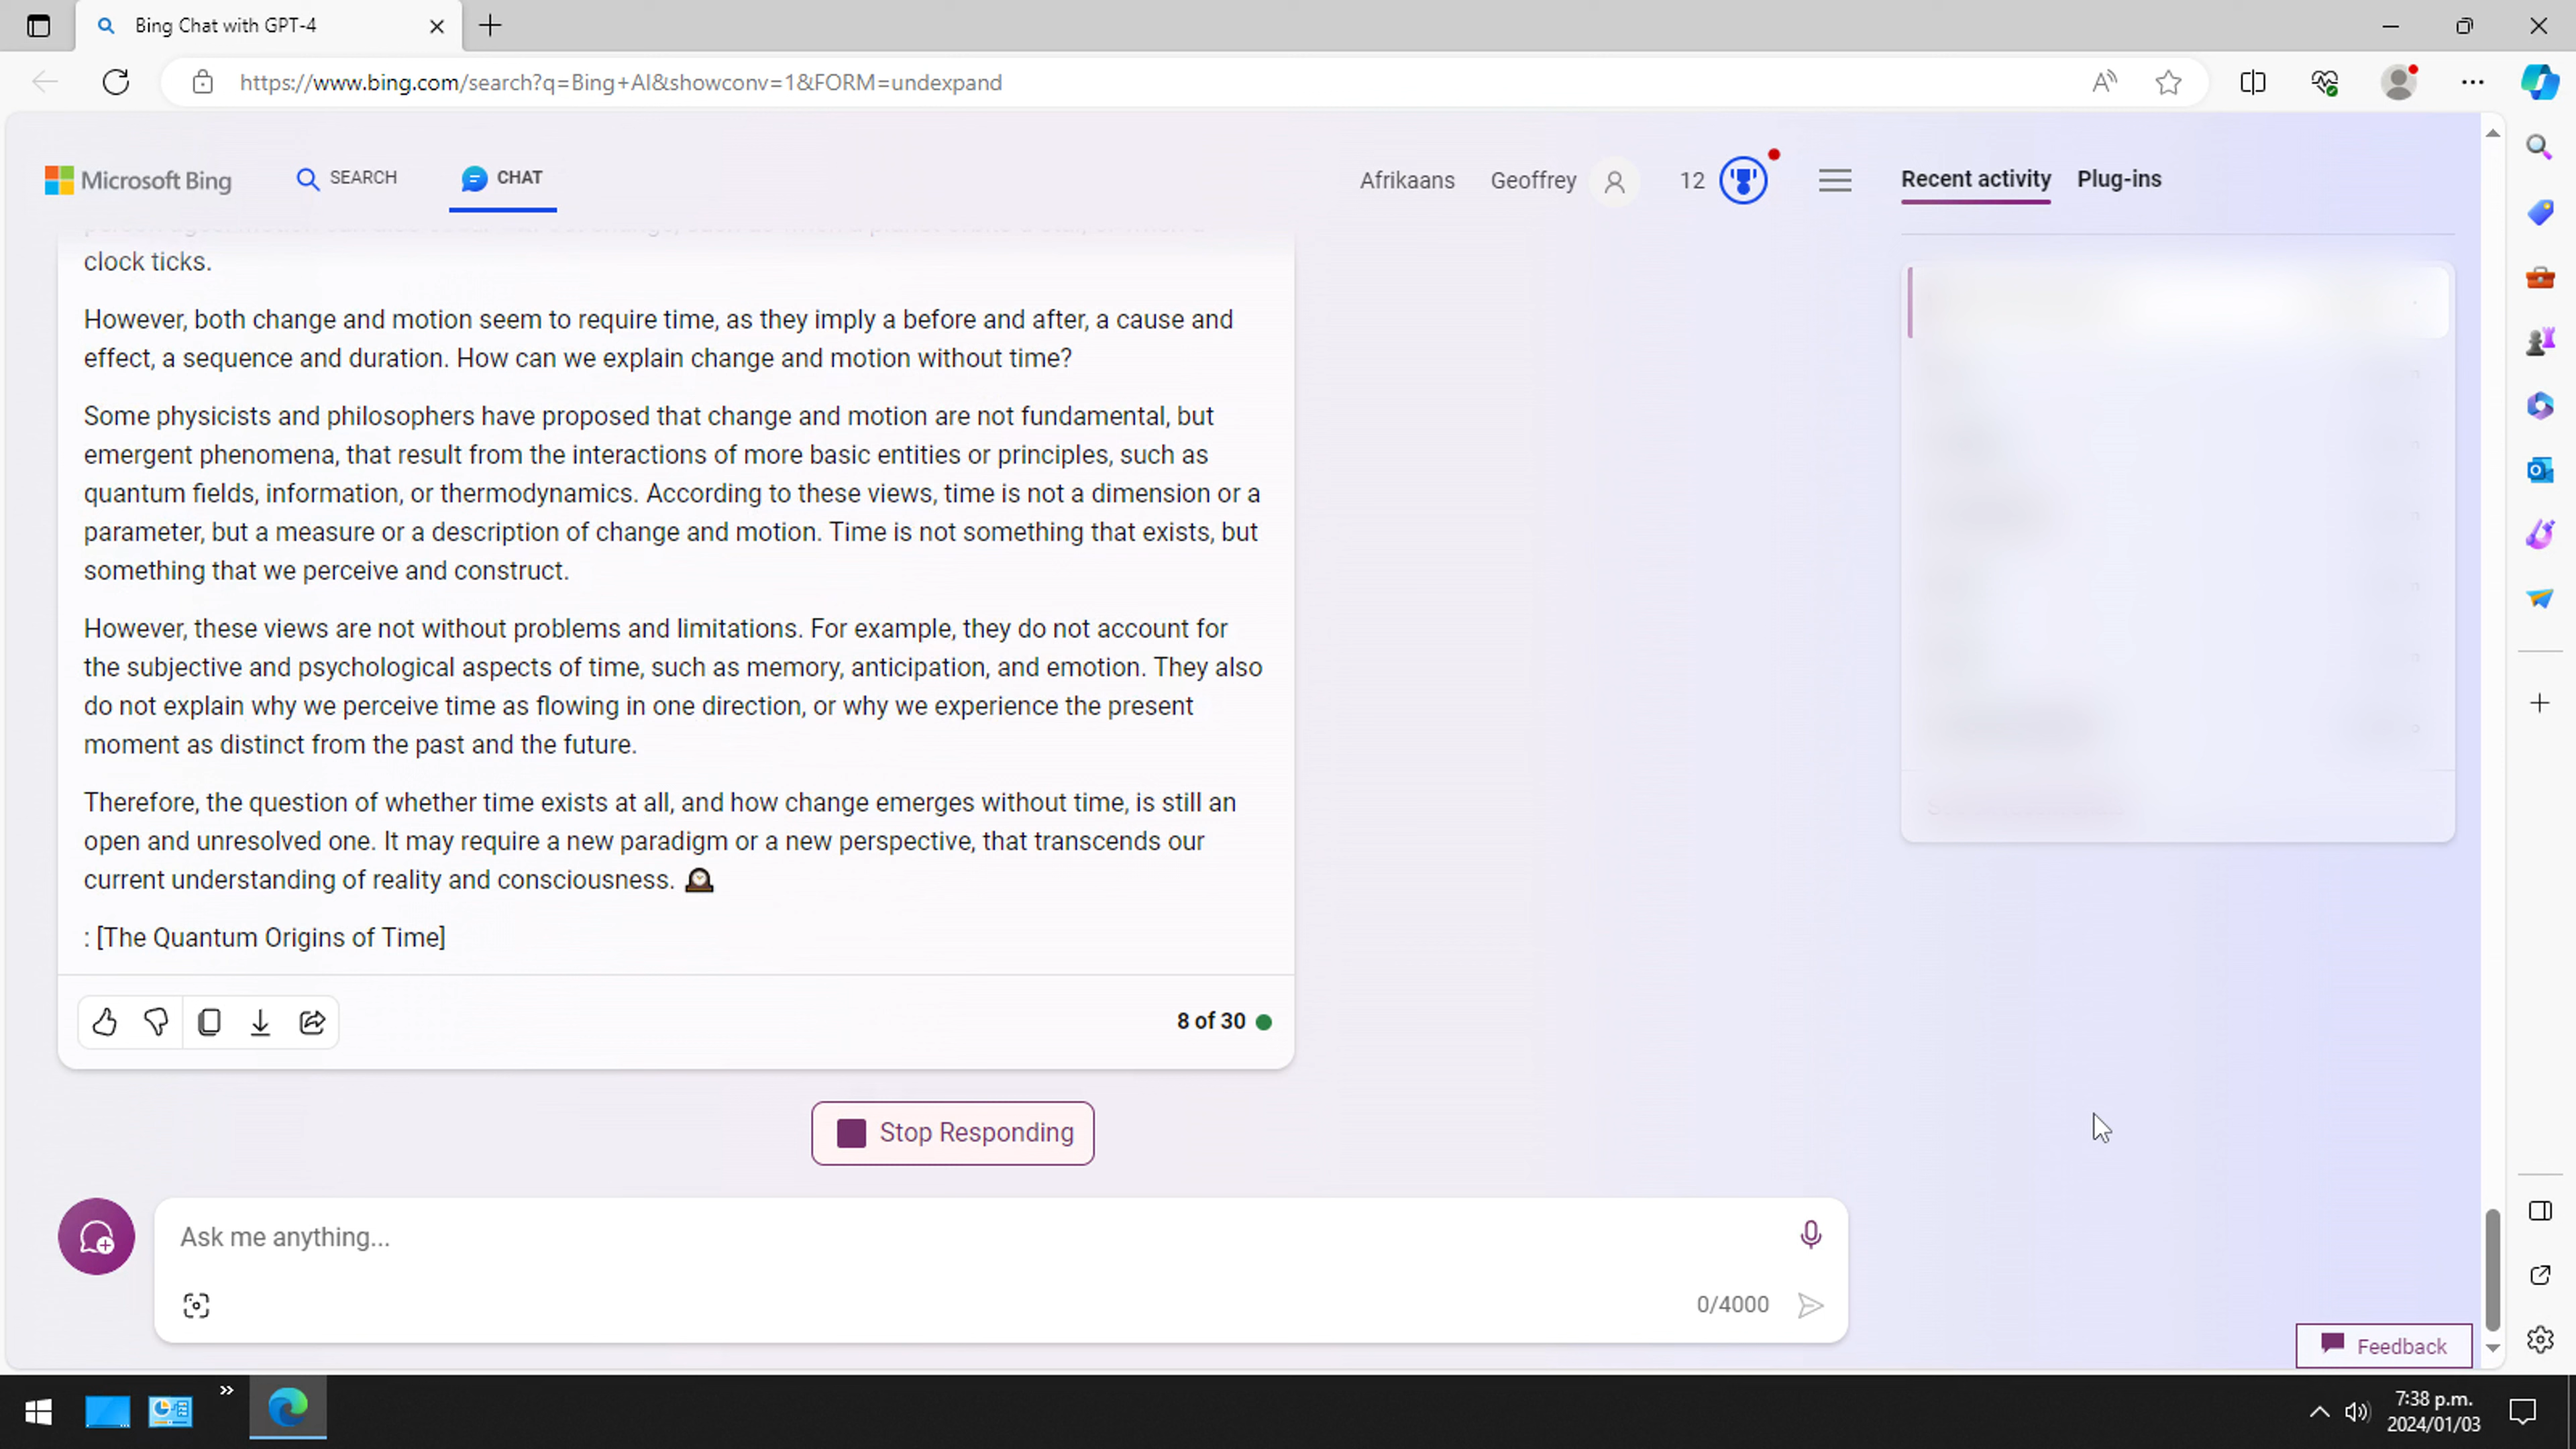 Bing Chat with GPT-4
https://www.bing.com/search?q=Bing+AI&showconv=1&FORM=undexpand
Microsoft Bing
SEARCH
CHAT
Afrikaans
Geoffrey
12
Recent activity
Plug-ins
clock ticks.
However, both change and motion seem to require time, as they imply a before and after, a cause and
effect, a sequence and duration. How can we explain change and motion without time?
Some physicists and philosophers have proposed that change and motion are not fundamental, but
emergent phenomena, that result from the interactions of more basic entities or principles, such as
quantum fields, information, or thermodynamics. According to these views, time is not a dimension or a
parameter, but a measure or a description of change and motion. Time is not something that exists, but
something that we perceive and construct.
However, these views are not without problems and limitations. For example, they do not account for
the subjective and psychological aspects of time, such as memory, anticipation, and emotion. They also
do not explain why we perceive time as flowing in one direction, or why we experience the present
moment as distinct from the past and the future.
Therefore, the question of whether time exists at all, and how change emerges without time, is still an
open and unresolved one. It may require a new paradigm or a new perspective, that transcends our
current understanding of reality and consciousness. 🕰️
: [The Quantum Origins of Time]
8 of 30
Stop Responding
Ask me anything...
0/4000
Feedback
7:38 p.m.
2024/01/03